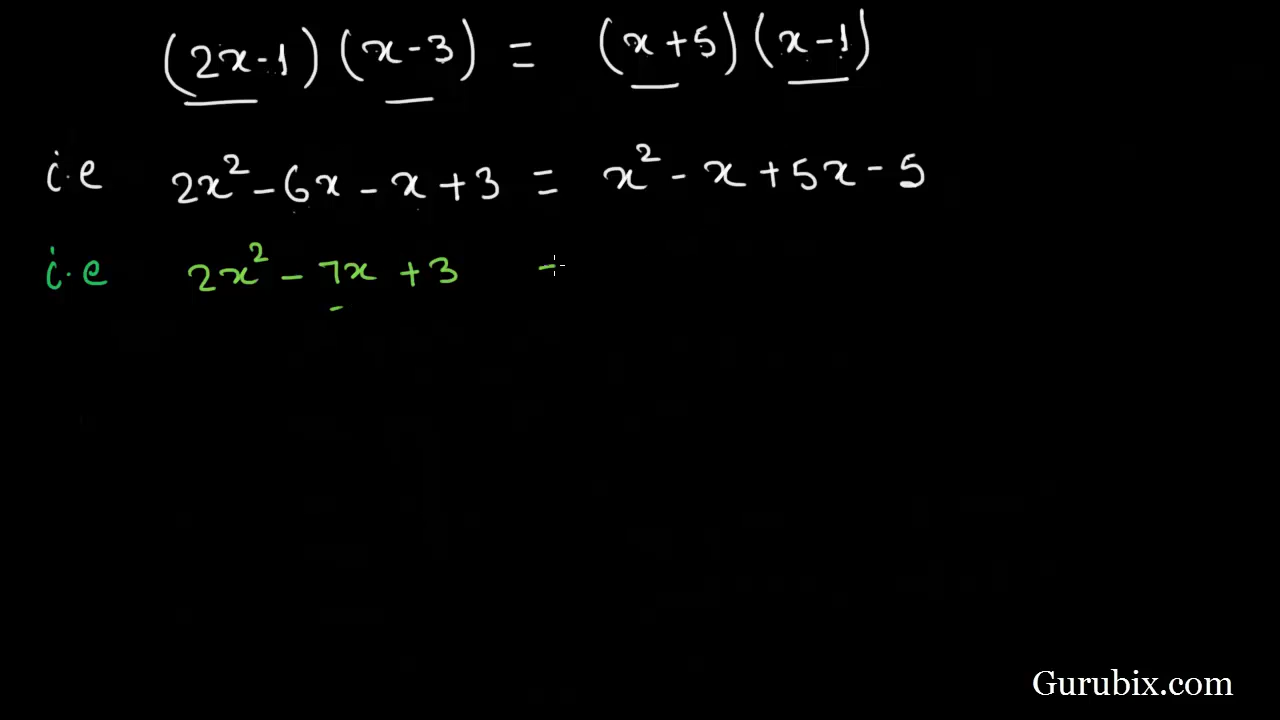 (2x-1)(x-3) = (x+5)(x-1)
i.e 2x² - 6x - x + 3 = x² - x + 5x - 5
i.e 2x² - 7x + 3 -
Gurubix.com